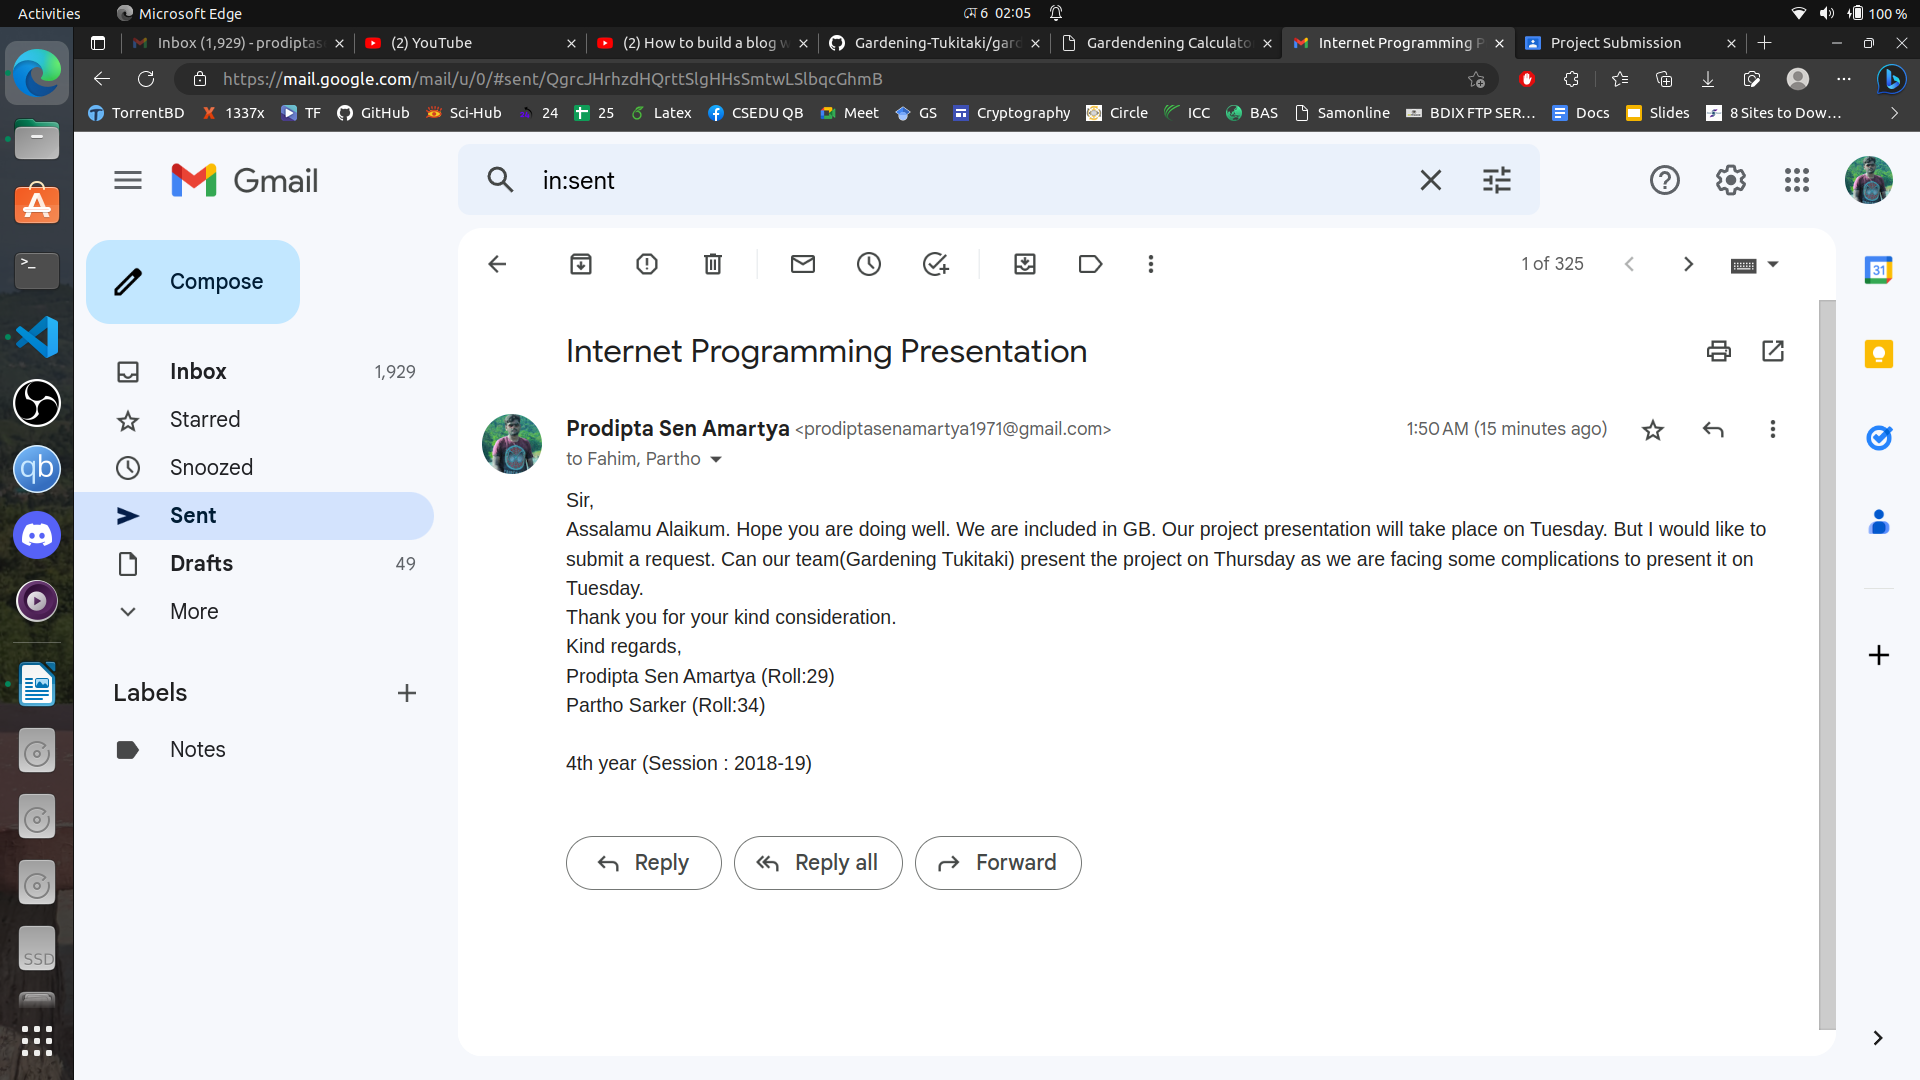 Activities Microsoft Edge মে 6 02:05 100 %
Inbox (1,929) - prodiptas (2) YouTube (2) How to build a blog w Gardening-Tukitaki/gard Gardendening Calculato Internet Programming P Project Submission
https://mail.google.com/mail/u/0/#sent/QgrcJHrhzdHQrttSlgHHsSmtwLSlbqcGhmB
TorrentBD 1337x TF GitHub Sci-Hub 24 25 Latex CSEDU QB Meet GS Cryptography Circle ICC BAS Samonline BDIX FTP SER... Docs Slides 8 Sites to Dow...
Gmail
in:sent
Compose
1 of 325
Inbox 1,929
Starred
Snoozed
Sent
Drafts 49
More
Labels
Notes
Internet Programming Presentation
Prodipta Sen Amartya <prodiptasenamartya1971@gmail.com> 1:50 AM (15 minutes ago)
to Fahim, Partho
Sir,
Assalamu Alaikum. Hope you are doing well. We are included in GB. Our project presentation will take place on Tuesday. But I would like to
submit a request. Can our team(Gardening Tukitaki) present the project on Thursday as we are facing some complications to present it on
Tuesday.
Thank you for your kind consideration.
Kind regards,
Prodipta Sen Amartya (Roll:29)
Partho Sarker (Roll:34)
4th year (Session : 2018-19)
Reply Reply all Forward
qb
SSD
31